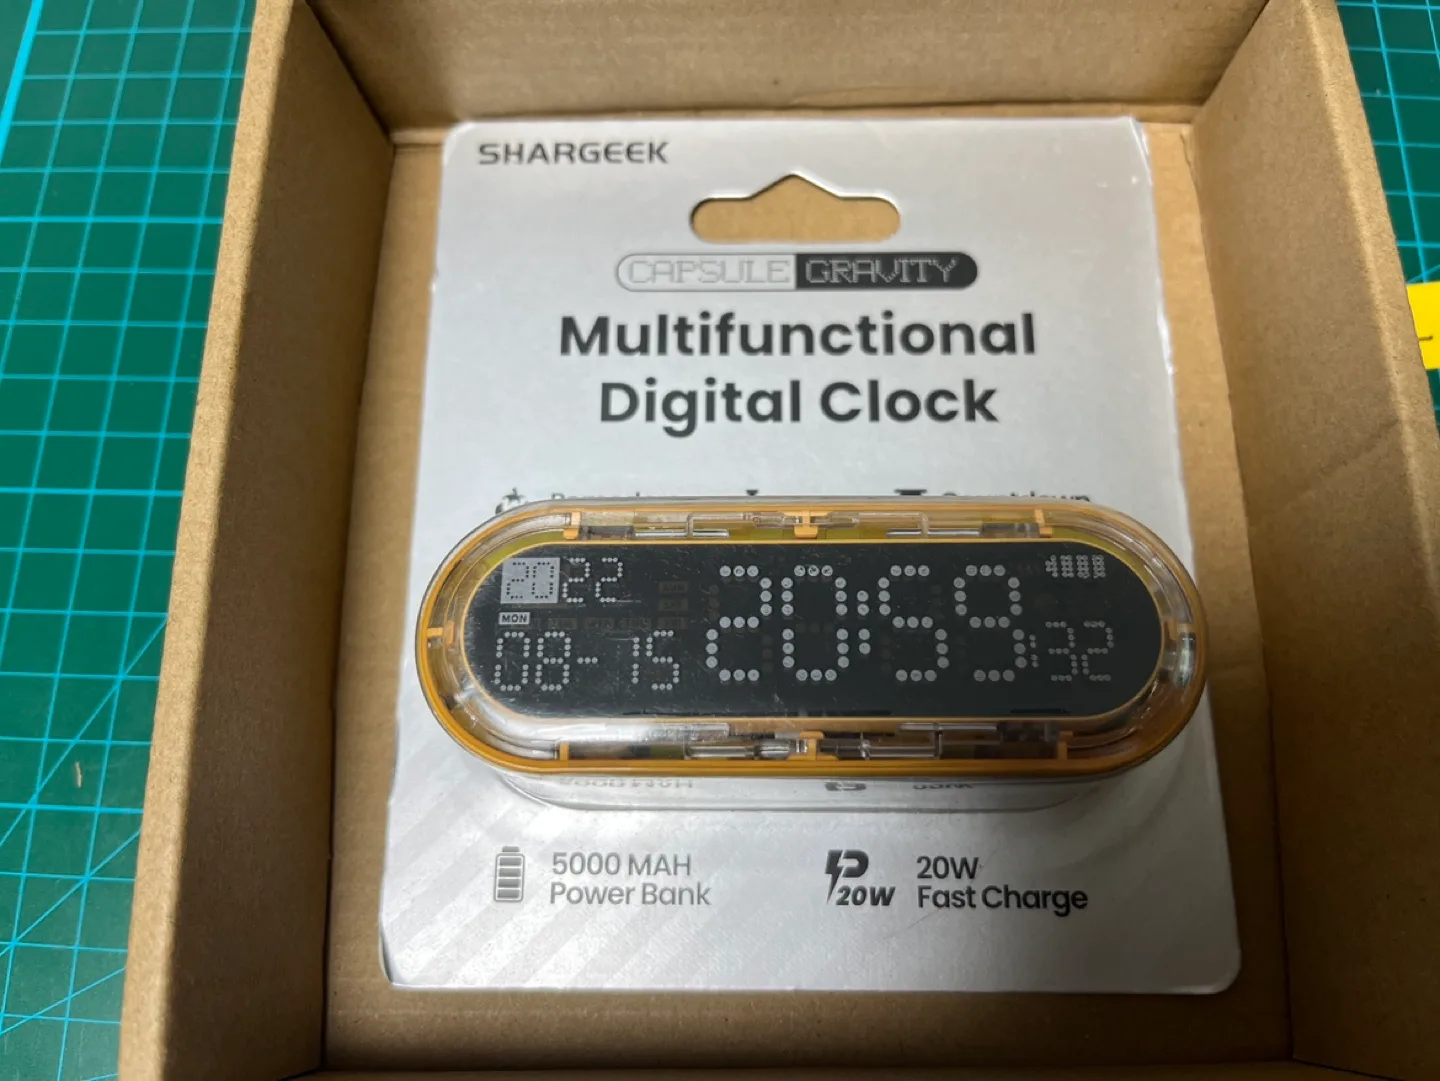 SHARGEEK
CAPSULE GRAVITY
Multifunctional
Digital Clock
2022
MON
08-15
20:59:32
5000 MAH
Power Bank
20W
20W
Fast Charge